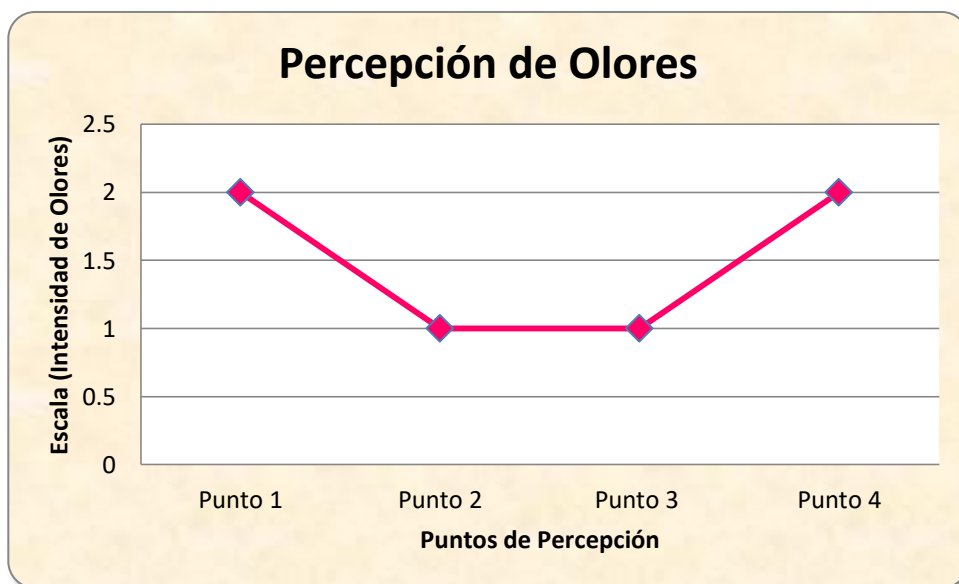 Percepción de Olores
Escala (Intensidad de Olores)
2.5
2
1.5
1
0.5
0
Punto 1
Punto 2
Punto 3
Punto 4
Puntos de Percepción